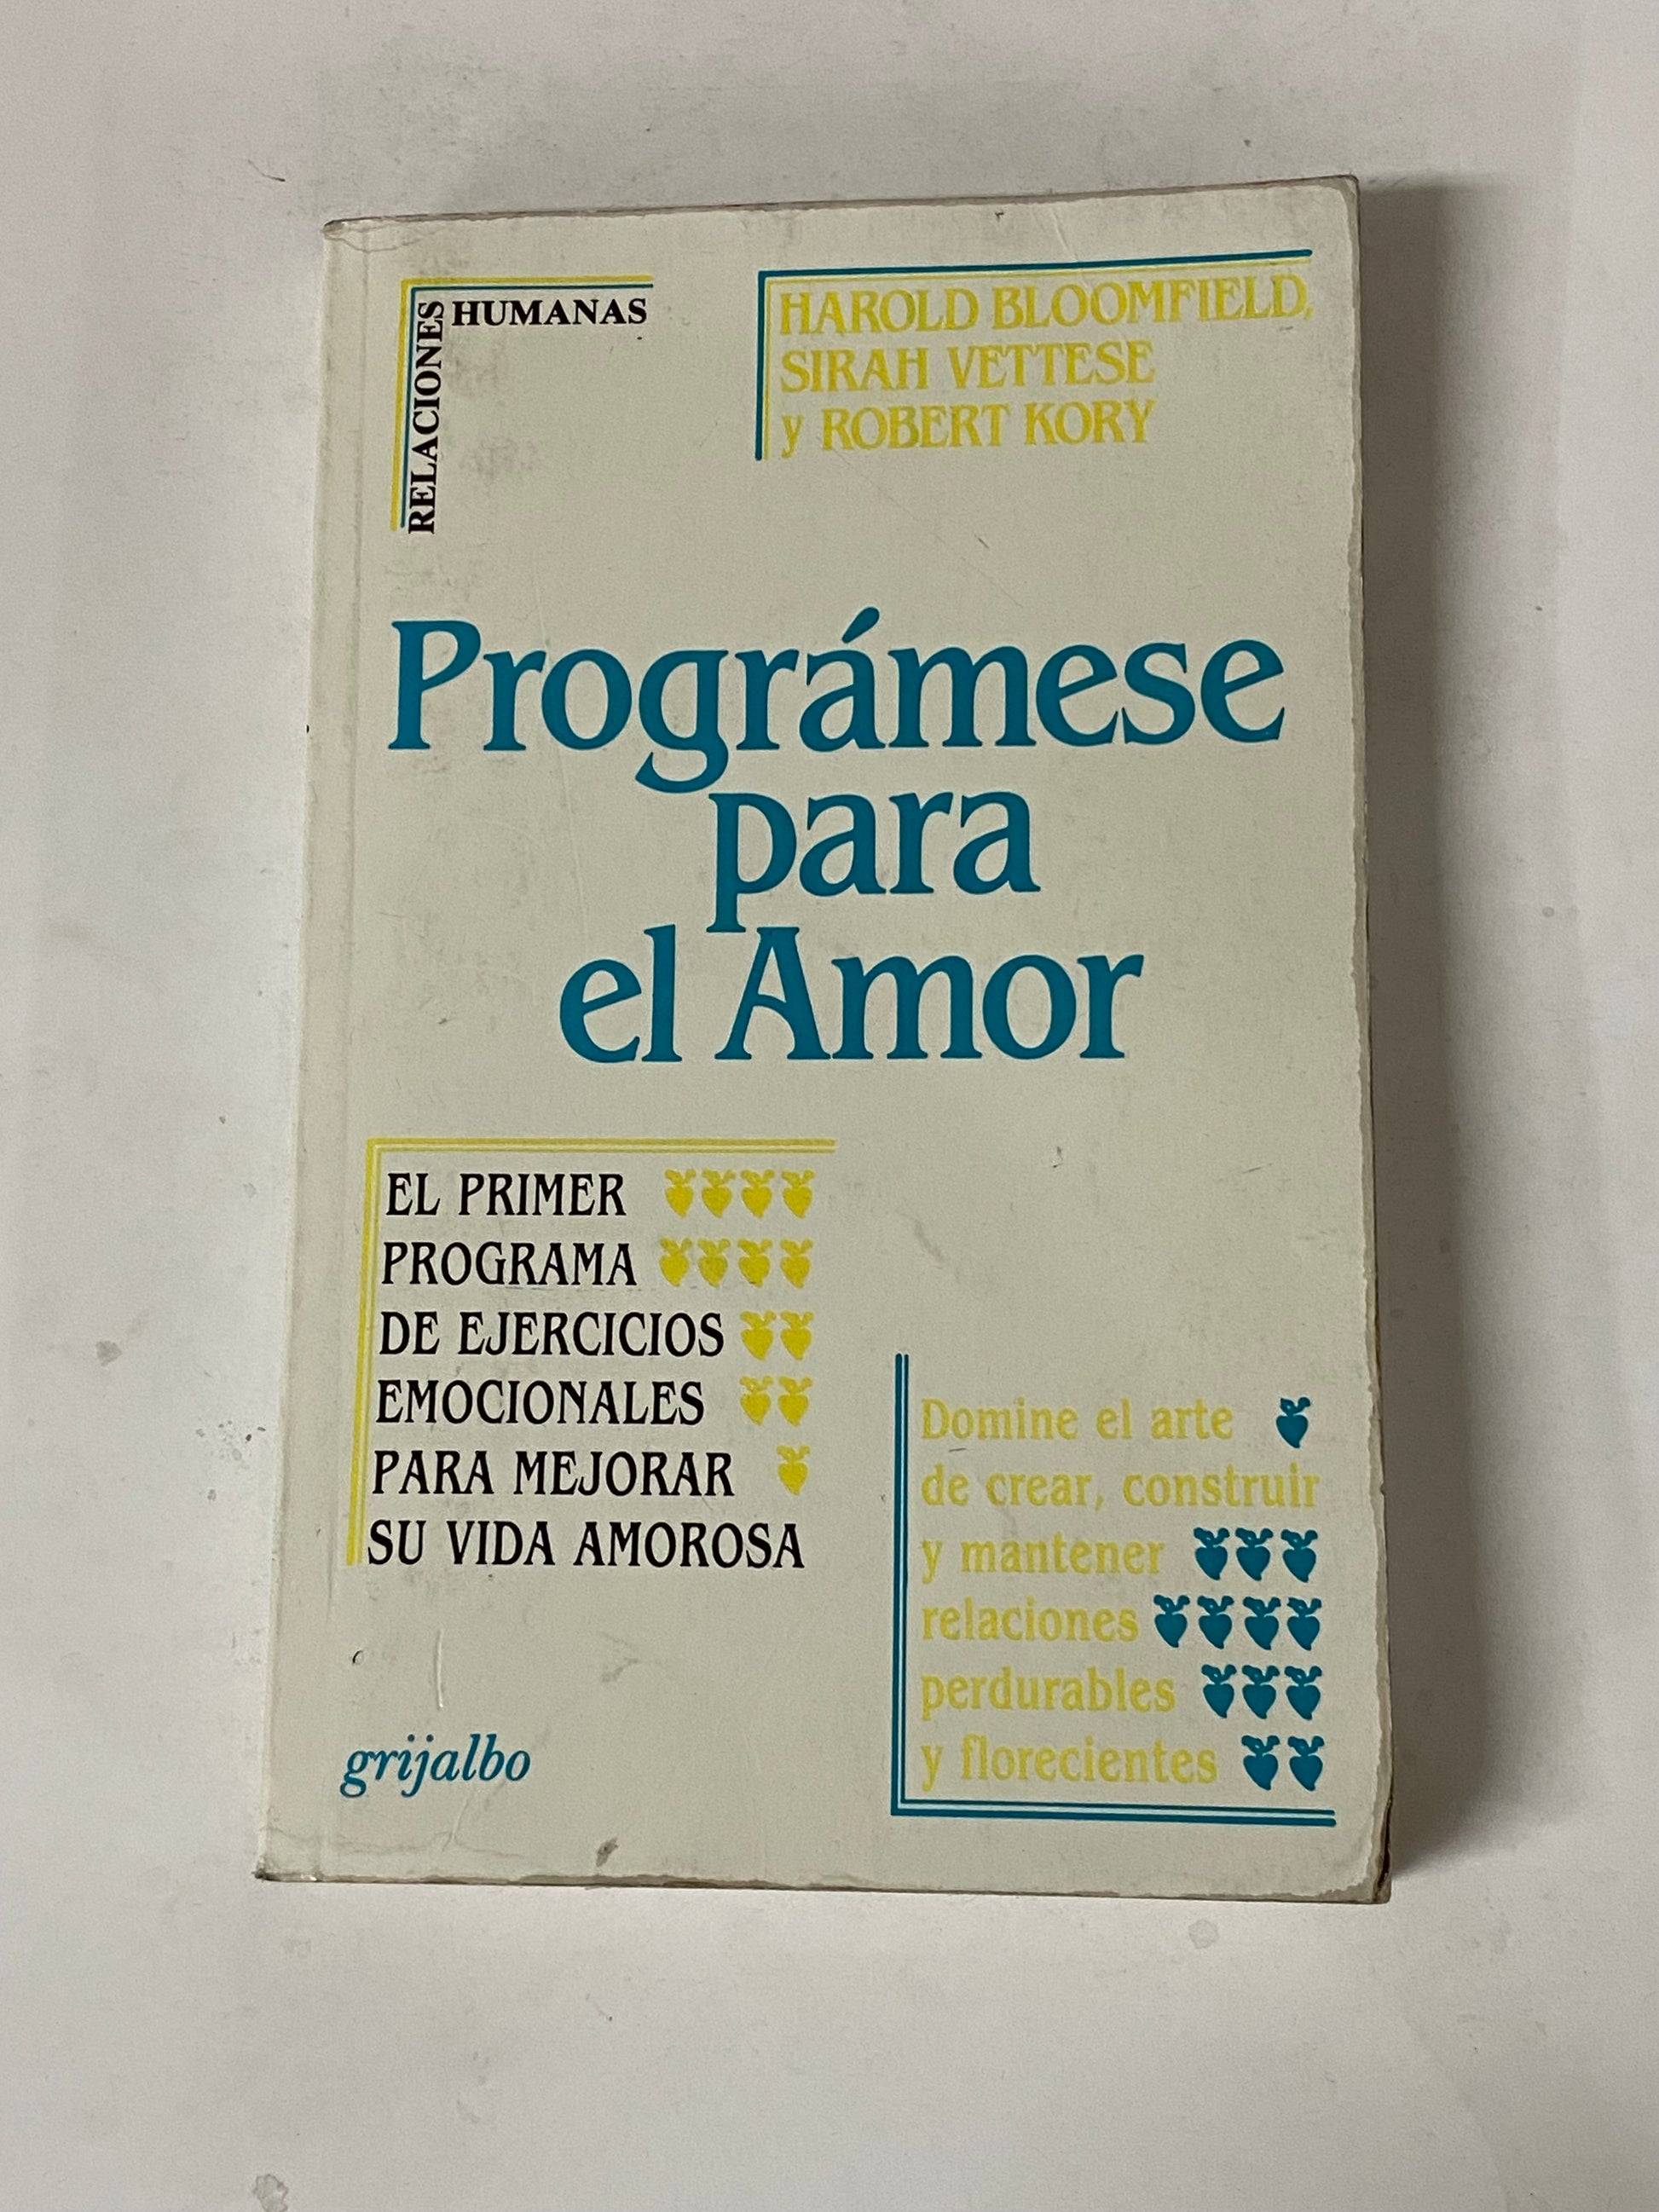 RELACIONES
HUMANAS
HAROLD BLOOMFIELD,
SIRAH VETTESE
y ROBERT KORY
Prográmese
para
el Amor
EL PRIMER
PROGRAMA
DE EJERCICIOS
EMOCIONALES
PARA MEJORAR
SU VIDA AMOROSA
Domine el arte
de crear, construir
y mantener
relaciones
perdurables
y florecientes
grijalbo